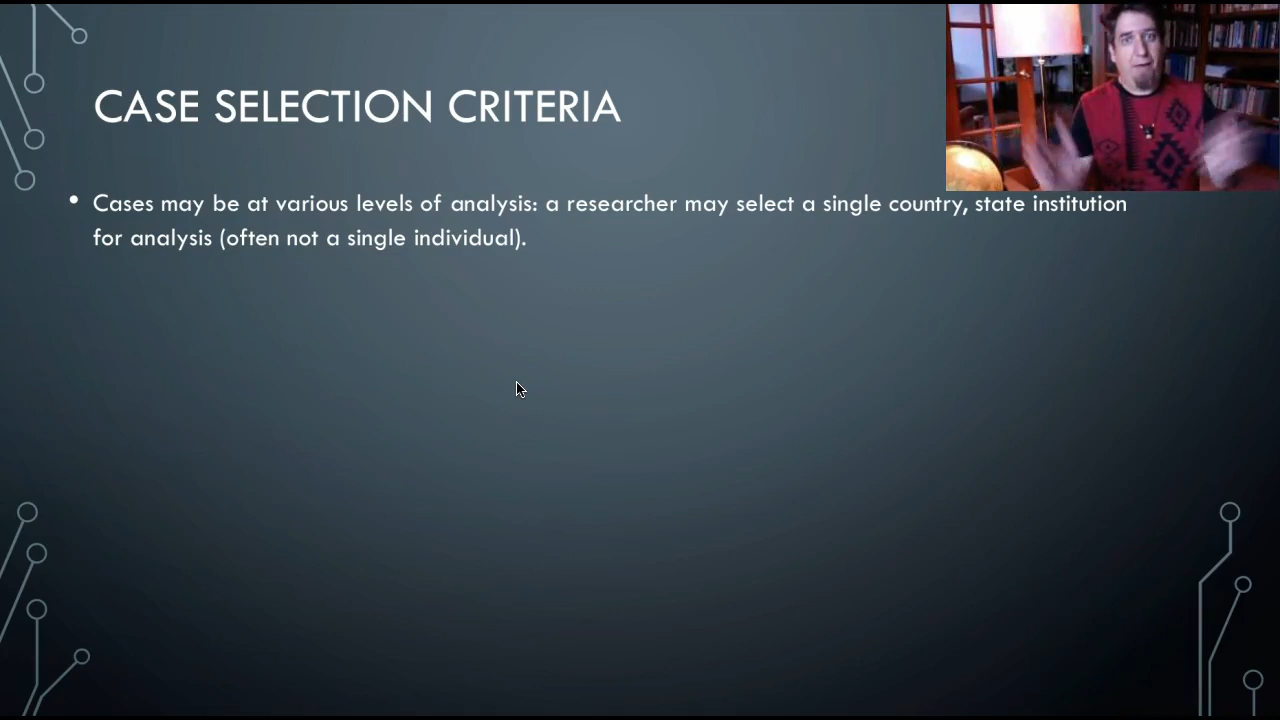 CASE SELECTION CRITERIA
• Cases may be at various levels of analysis: a researcher may select a single country, state institution
for analysis (often not a single individual).